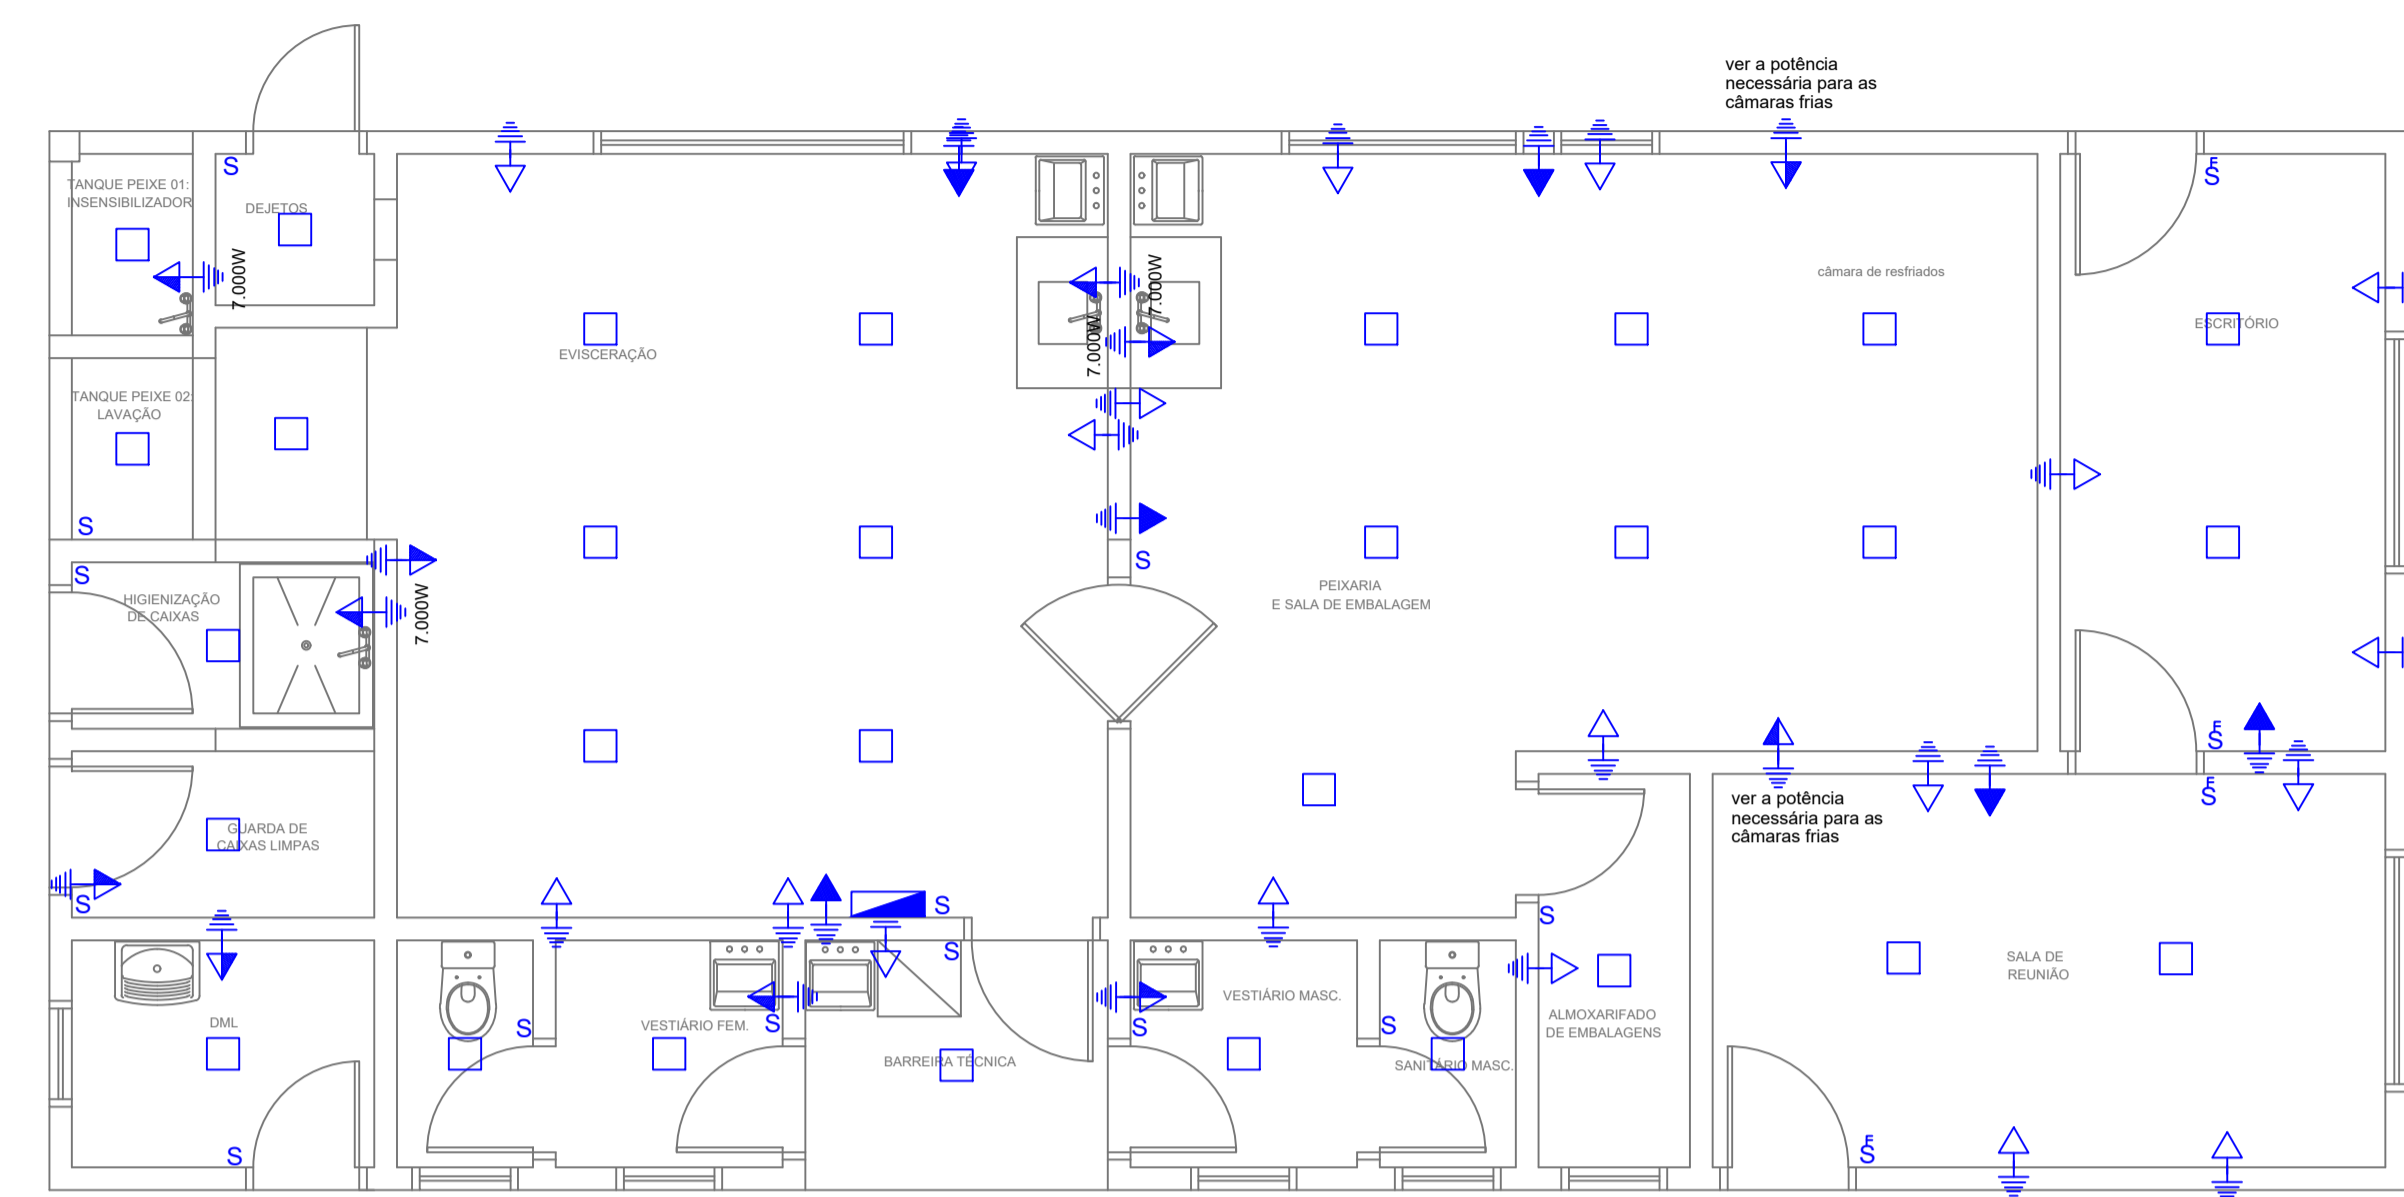 ver a potência
necessária para as
câmaras frias
S
TANQUE PEIXE 01:
INSENSIBILIZADOR
DEJETOS
7.000W
S
F
câmara de resfriados
7.000W
7.000W
ESCRITÓRIO
EVISCERAÇÃO
TANQUE PEIXE 02:
LAVAÇÃO
S
S
S
HIGIENIZAÇÃO
DE CAIXAS
7.000W
PEIXARIA
E SALA DE EMBALAGEM
S
F
S
F
ver a potência
necessária para as
câmaras frias
GUARDA DE
CAIXAS LIMPAS
S
S
S
S
DML
VESTIÁRIO FEM.
S
S
BARREIRA TÉCNICA
VESTIÁRIO MASC.
S
S
SANITÁRIO MASC.
ALMOXARIFADO
DE EMBALAGENS
SALA DE
REUNIÃO
S
S
F